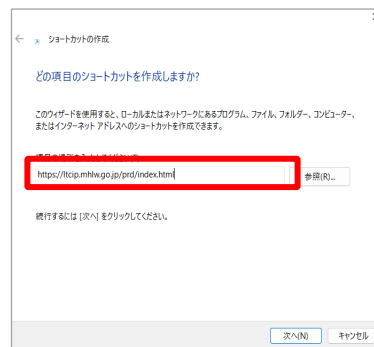 ショートカットの作成
どの項目のショートカットを作成しますか?
このウィザードを使用すると、ローカルまたはネットワークにあるプログラム、ファイル、フォルダー、コンピューター、
またはインターネット アドレスへのショートカットを作成できます。
https://ltcip.mhlw.go.jp/prd/index.html
参照(R)...
続行するには [次へ] をクリックしてください。
次へ(N)
キャンセル